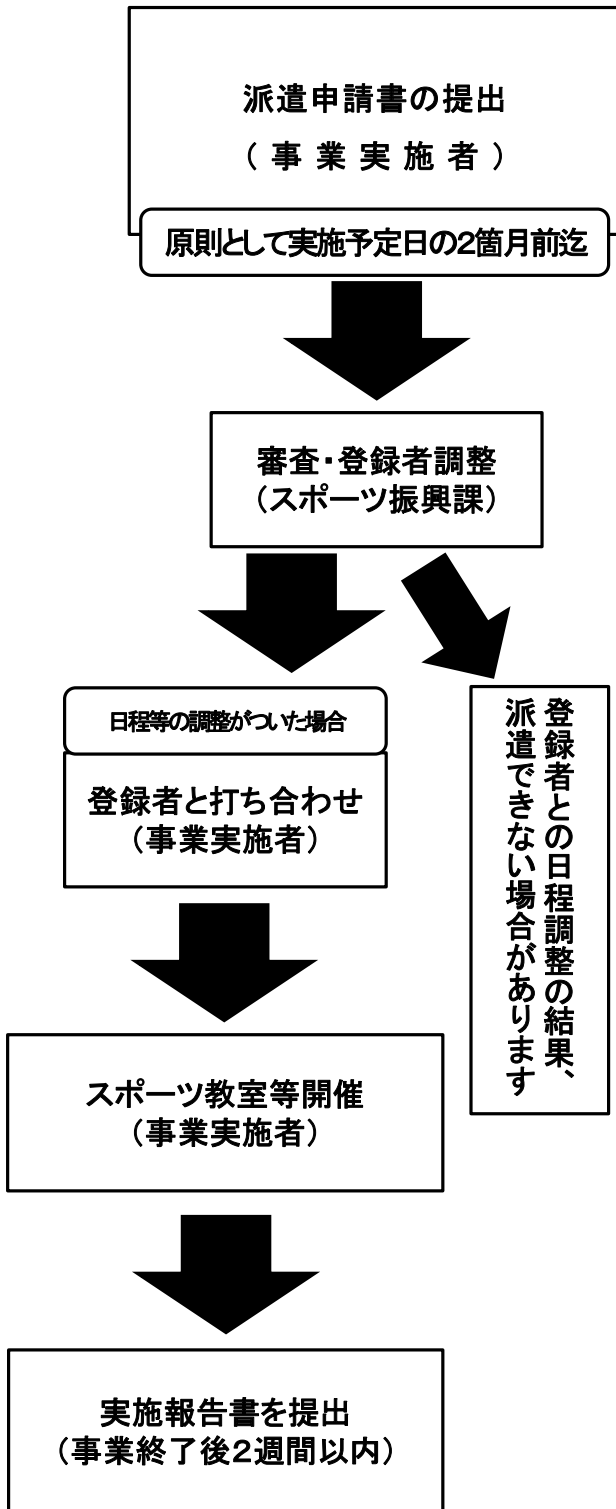 派遣申請書の提出
(事業実施者)
原則として実施予定日の2箇月前迄
審査・登録者調整
(スポーツ振興課)
日程等の調整がついた場合
登録者と打ち合わせ
(事業実施者)
登録者との日程調整の結果、
派遣できない場合があります
スポーツ教室等開催
(事業実施者)
実施報告書を提出
(事業終了後2週間以内)